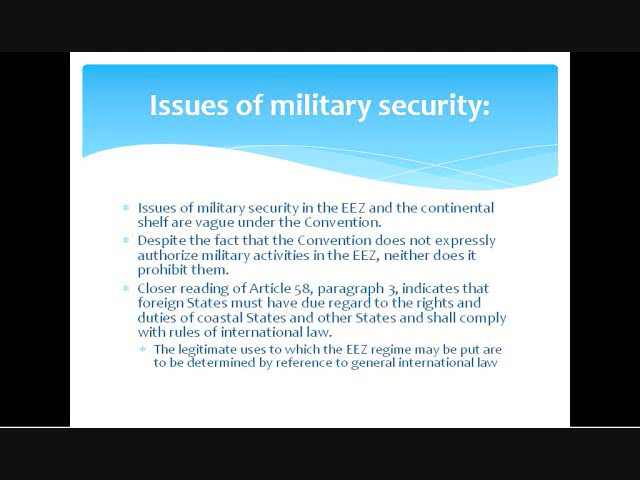 Issues of military security:
Issues of military security in the EEZ and the continental
shelf are vague under the Convention.
Despite the fact that the Convention does not expressly
authorize military activities in the EEZ, neither does it
prohibit them.
Closer reading of Article 58, paragraph 3, indicates that
foreign States must have due regard to the rights and
duties of coastal States and other States and shall comply
with rules of international law.
The legitimate uses to which the EEZ regime may be put are
to be determined by reference to general international law